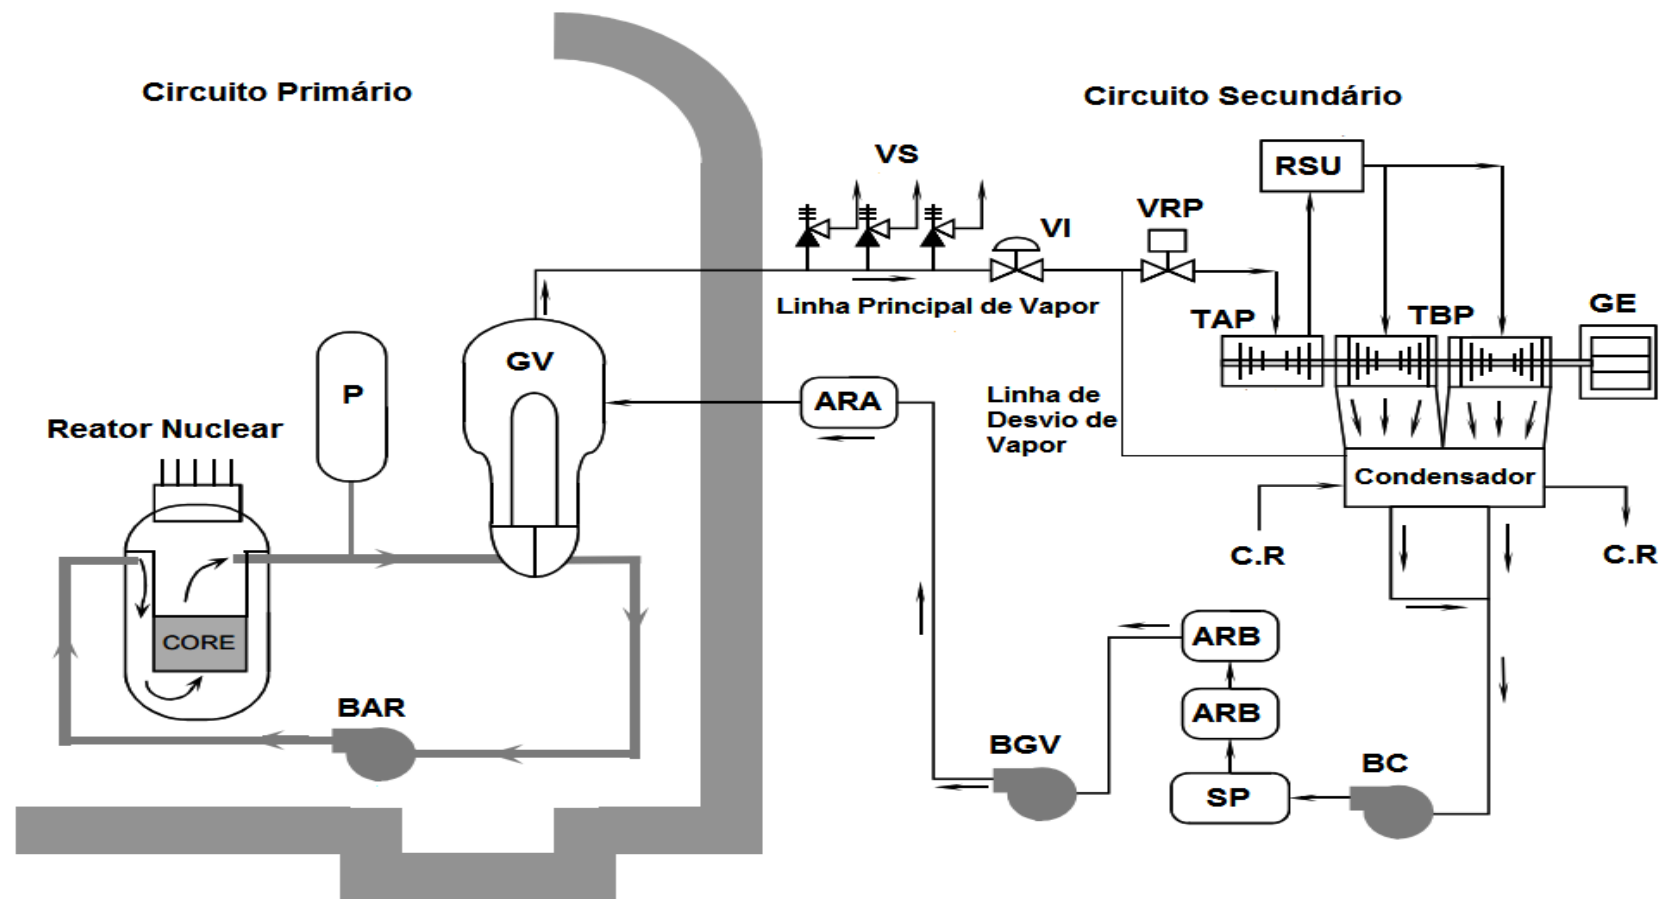 Circuito Primário
Circuito Secundário
VS
VI
VRP
RSU
Linha Principal de Vapor
TAP
TBP
GE
GV
P
ARA
Linha de
Desvio de
Vapor
Reator Nuclear
Condensador
C.R
C.R
CORE
ARB
BAR
ARB
BGV
BC
SP